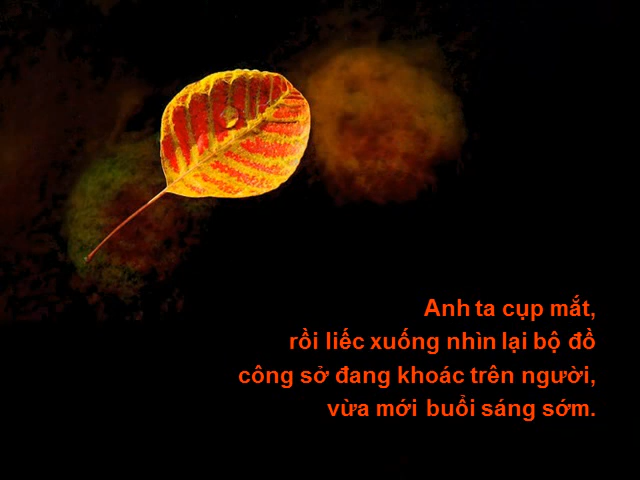 Anh ta cụp mắt,
rồi liếc xuống nhìn lại bộ đồ
công sở đang khoác trên người,
vừa mới buổi sáng sớm.